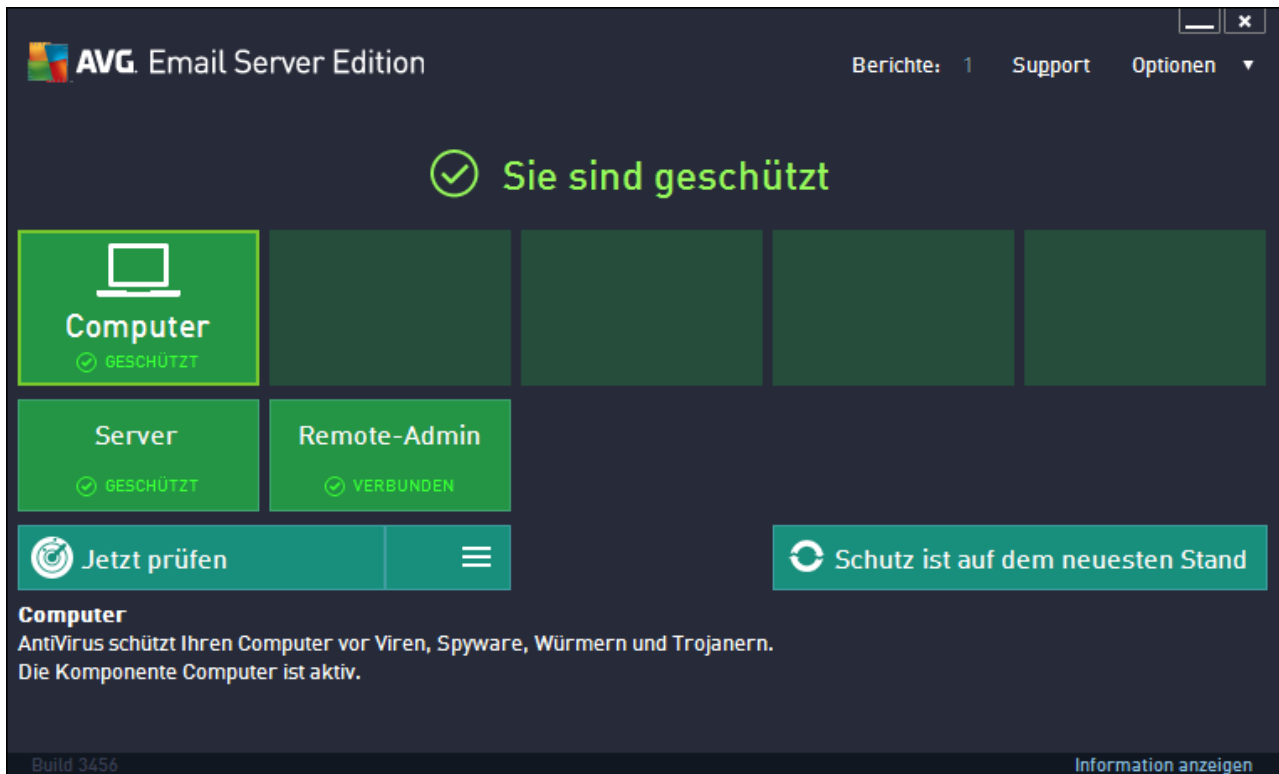 AVG. Email Server Edition
Berichte: 1 Support Optionen
Sie sind geschützt
Computer
GESCHÜTZT
Server
GESCHÜTZT
Remote-Admin
VERBUNDEN
Jetzt prüfen
Schutz ist auf dem neuesten Stand
Computer
AntiVirus schützt Ihren Computer vor Viren, Spyware, Würmern und Trojanern.
Die Komponente Computer ist aktiv.
Build 3456
Information anzeigen